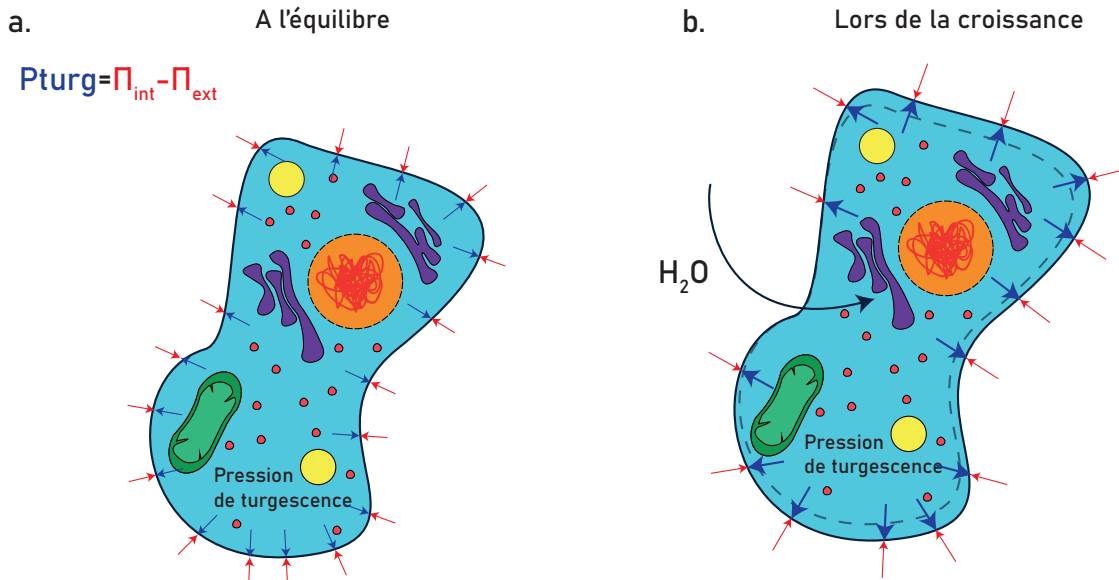 a.
A l'équilibre
Pturg=Πint-Πext
Pression
de turgescence
b.
Lors de la croissance
H2O
Pression
de turgescence